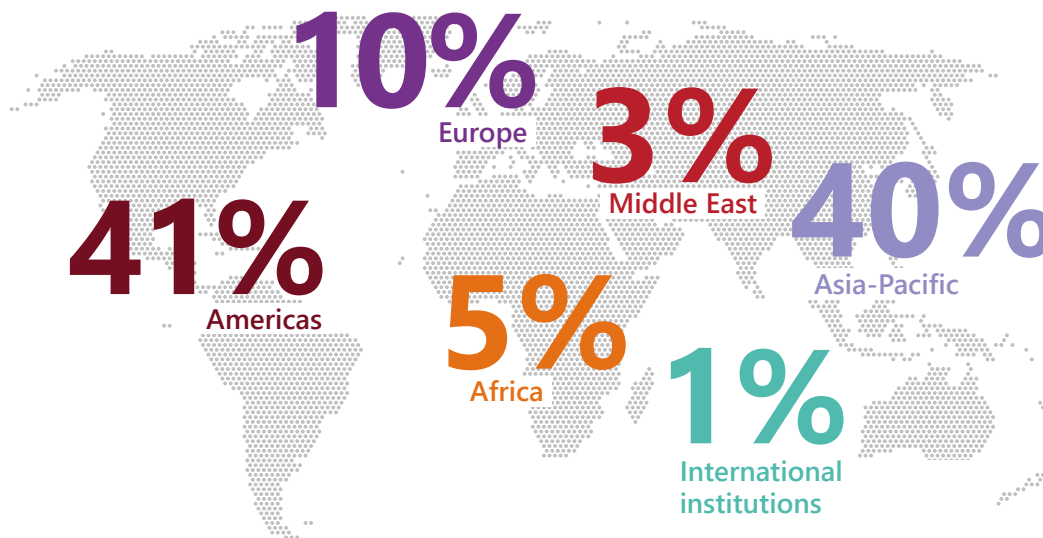 10%
Europe
3%
Middle East
40%
Asia-Pacific
41%
Americas
5%
Africa
1%
International
institutions